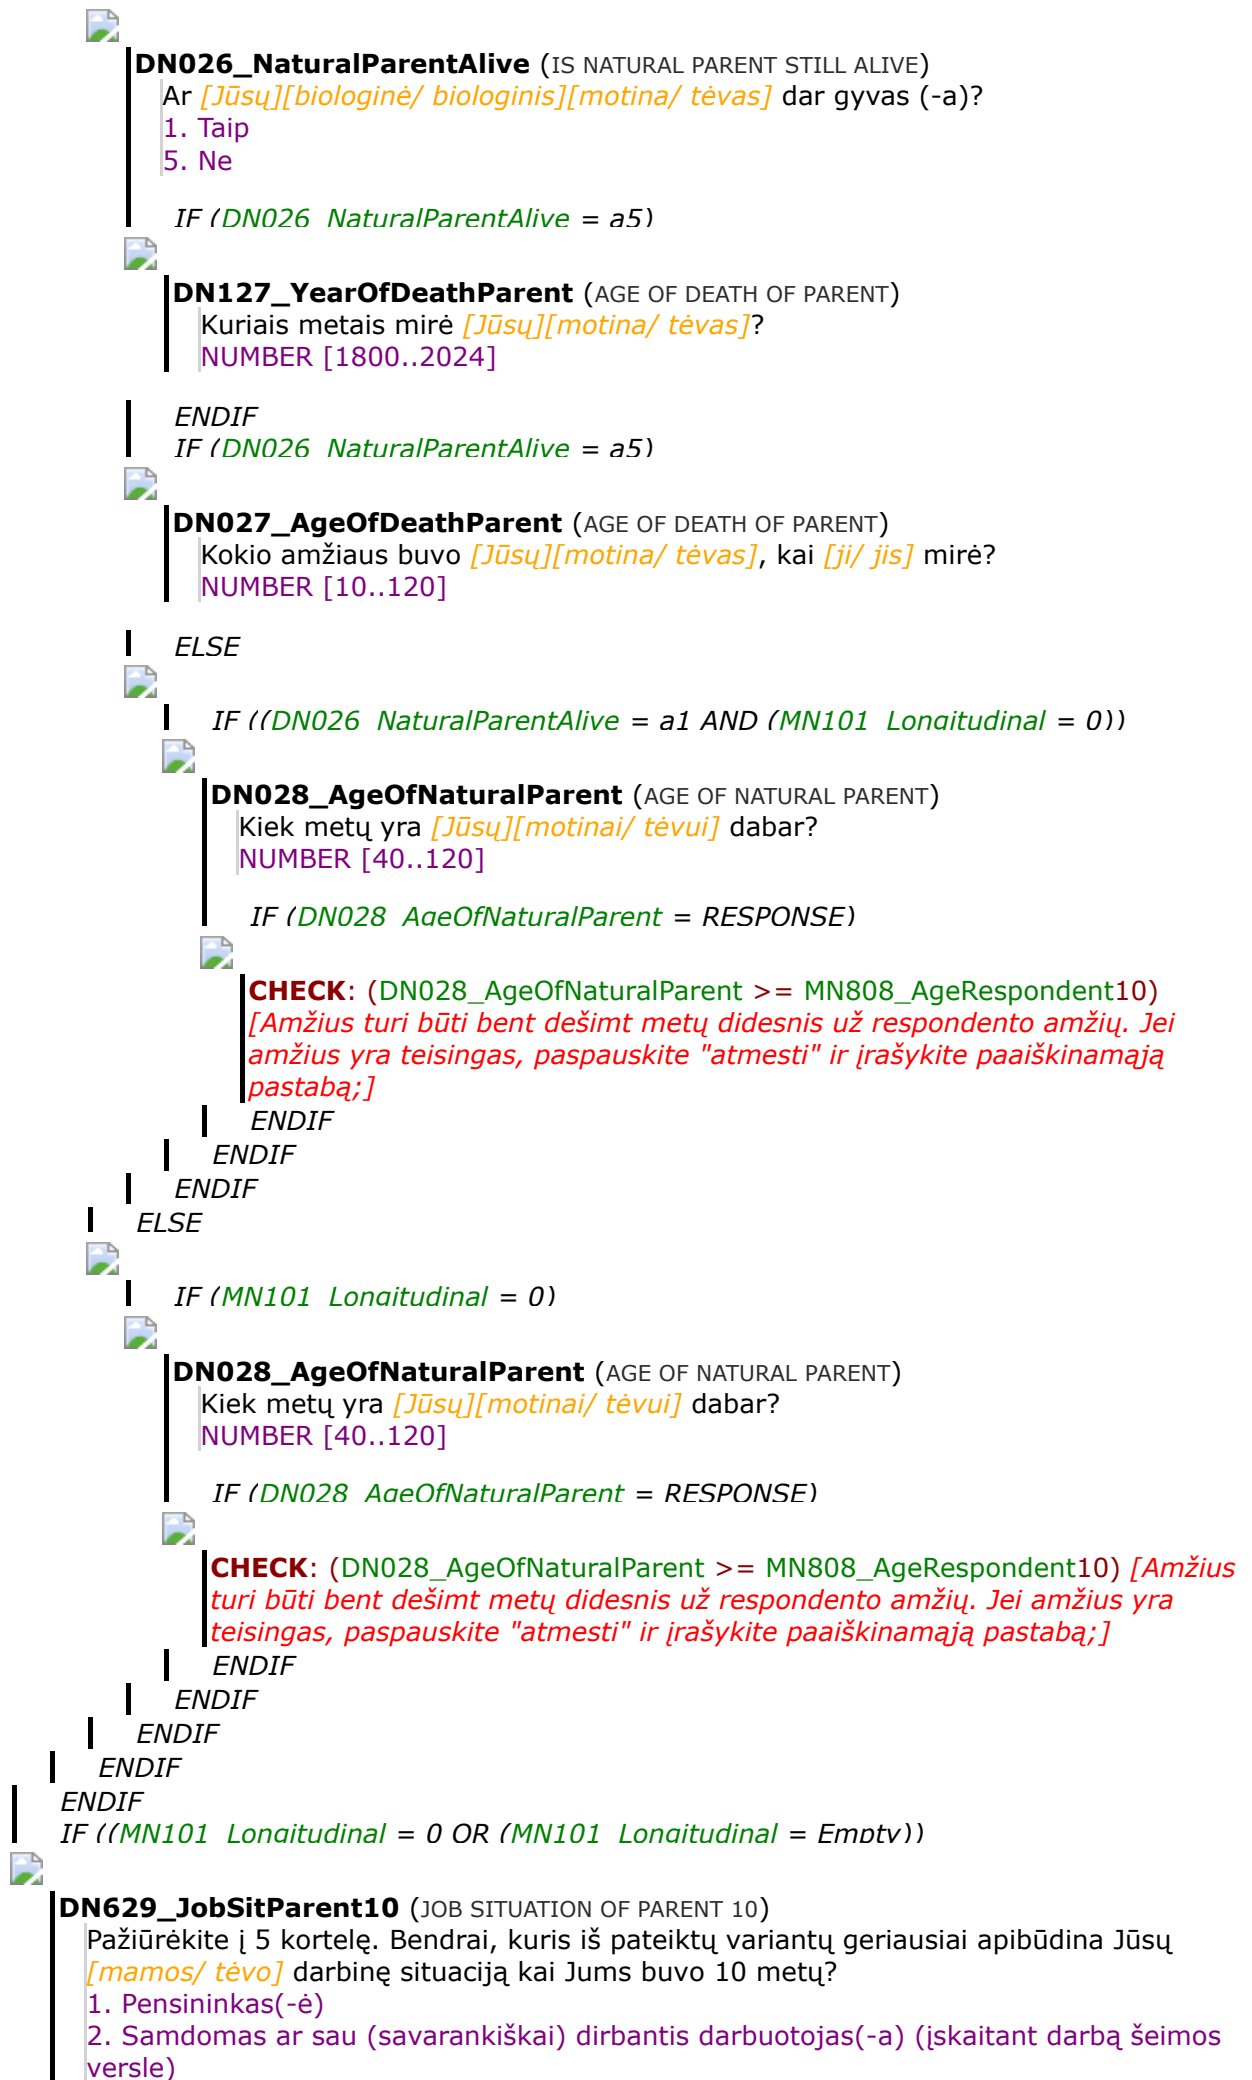 DN026_NaturalParentAlive (IS NATURAL PARENT STILL ALIVE)
Ar [Jūsų][biologinė/ biologinis][motina/ tėvas] dar gyvas (-a)?
1. Taip
5. Ne
IF (DN026_NaturalParentAlive = a5)
DN127_YearOfDeathParent (AGE OF DEATH OF PARENT)
Kuriais metais mirė [Jūsų][motina/ tėvas]?
NUMBER [1800..2024]
ENDIF
IF (DN026_NaturalParentAlive = a5)
DN027_AgeOfDeathParent (AGE OF DEATH OF PARENT)
Kokio amžiaus buvo [Jūsų][motina/ tėvas], kai [ji/ jis] mirė?
NUMBER [10..120]
ELSE
IF ((DN026_NaturalParentAlive = a1 AND (MN101_Longitudinal = 0))
DN028_AgeOfNaturalParent (AGE OF NATURAL PARENT)
Kiek metų yra [Jūsų][motinai/ tėvui] dabar?
NUMBER [40..120]
IF (DN028_AgeOfNaturalParent = RESPONSE)
CHECK: (DN028_AgeOfNaturalParent >= MN808_AgeRespondent10)
[Amžius turi būti bent dešimt metų didesnis už respondento amžių. Jei
amžius yra teisingas, paspauskite "atmesti" ir įrašykite paaiškinamąją
pastabą;]
ENDIF
ENDIF
ENDIF
ELSE
IF (MN101_Longitudinal = 0)
DN028_AgeOfNaturalParent (AGE OF NATURAL PARENT)
Kiek metų yra [Jūsų][motinai/ tėvui] dabar?
NUMBER [40..120]
IF (DN028_AgeOfNaturalParent = RESPONSE)
CHECK: (DN028_AgeOfNaturalParent >= MN808_AgeRespondent10) [Amžius
turi būti bent dešimt metų didesnis už respondento amžių. Jei amžius yra
teisingas, paspauskite "atmesti" ir įrašykite paaiškinamąją pastabą;]
ENDIF
ENDIF
ENDIF
ENDIF
ENDIF
IF ((MN101_Longitudinal = 0 OR (MN101_Longitudinal = Empty))
DN629_JobSitParent10 (JOB SITUATION OF PARENT 10)
Pažiūrėkite į 5 kortelę. Bendrai, kuris iš pateiktų variantų geriausiai apibūdina Jūsų
[mamos/ tėvo] darbinę situaciją kai Jums buvo 10 metų?
1. Pensininkas(-ė)
2. Samdomas ar sau (savarankiškai) dirbantis darbuotojas(-a) (įskaitant darbą šeimos
versle)